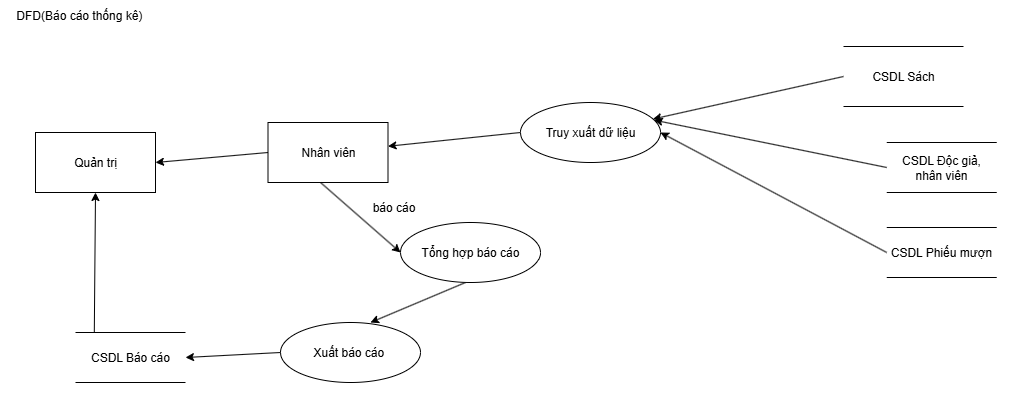 DFD(Báo cáo thống kê)
CSDL Sách
Truy xuất dữ liệu
Nhân viên
Quản trị
CSDL Độc giả,
nhân viên
báo cáo
Tổng hợp báo cáo
CSDL Phiếu mượn
Xuất báo cáo
CSDL Báo cáo